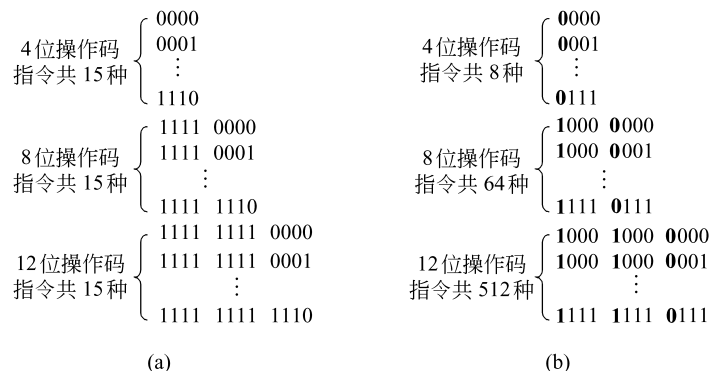 4位操作码
指令共 15种
0000
0001
⋮
1110
8位操作码
指令共 15种
1111 0000
1111 0001
⋮
1111 1110
12位操作码
指令共 15种
1111 1111 0000
1111 1111 0001
⋮
1111 1111 1110
(a)
4位操作码
指令共 8种
0000
0001
⋮
0111
8位操作码
指令共 64种
1000 0000
1000 0001
⋮
1111 0111
12位操作码
指令共 512种
1000 1000 0000
1000 1000 0001
⋮
1111 1111 0111
(b)